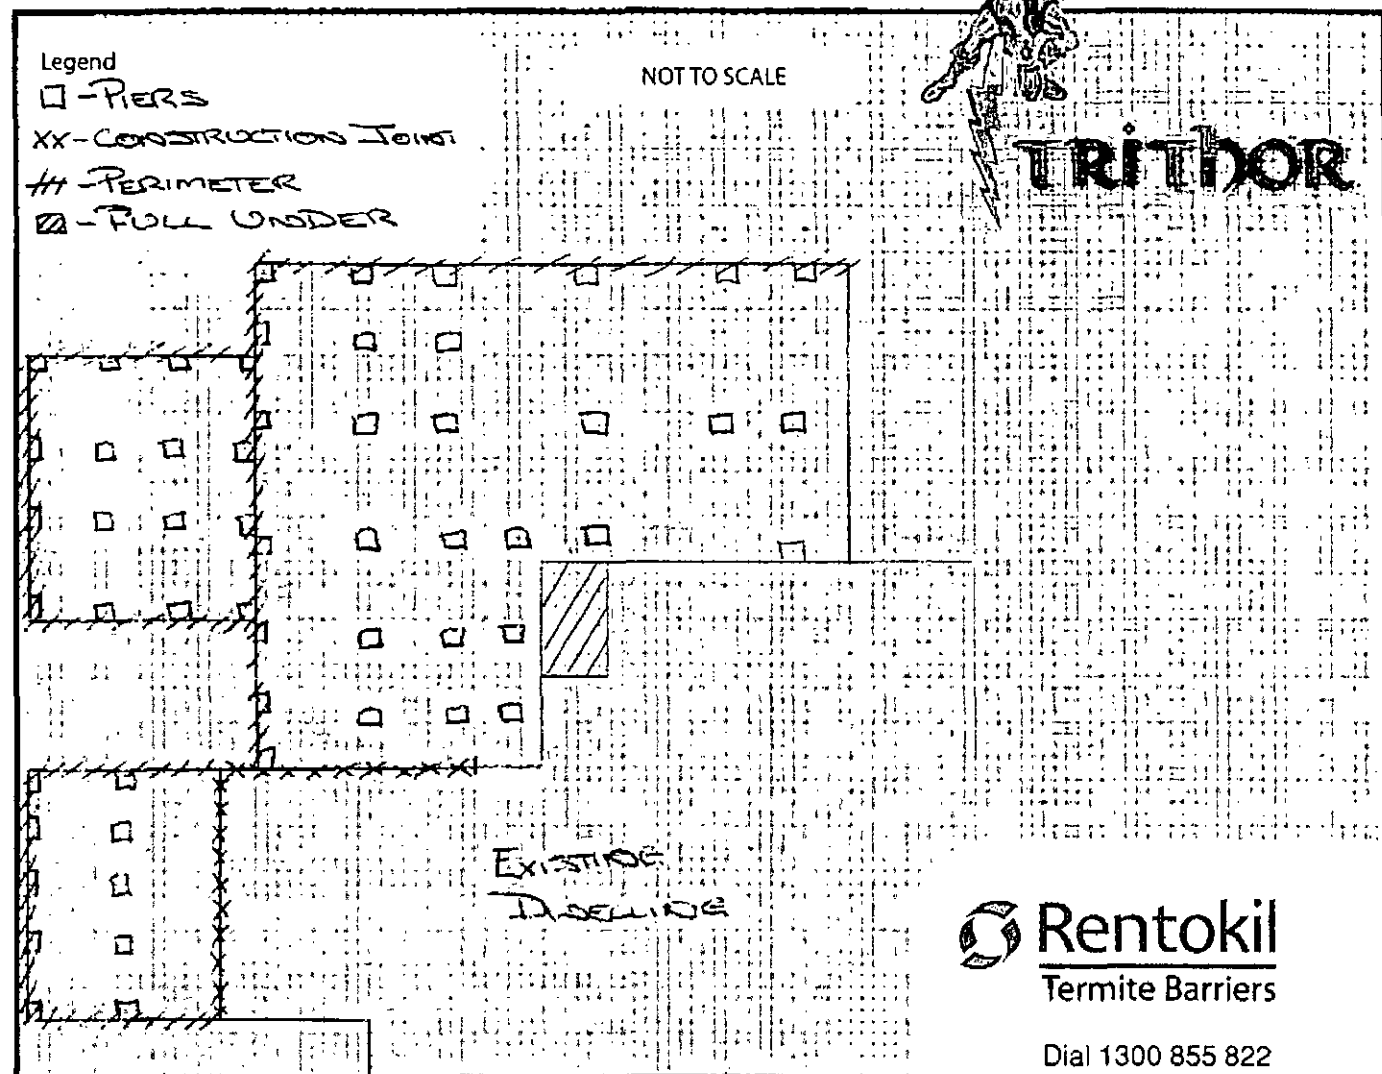 Legend
□ - PIERS
XX - CONSTRUCTION JOINT
/// - PERIMETER
▨ - FULL UNDER
NOT TO SCALE
TRiThOR
EXISTING
DWELLING
Rentokil
Termite Barriers
Dial 1300 855 822